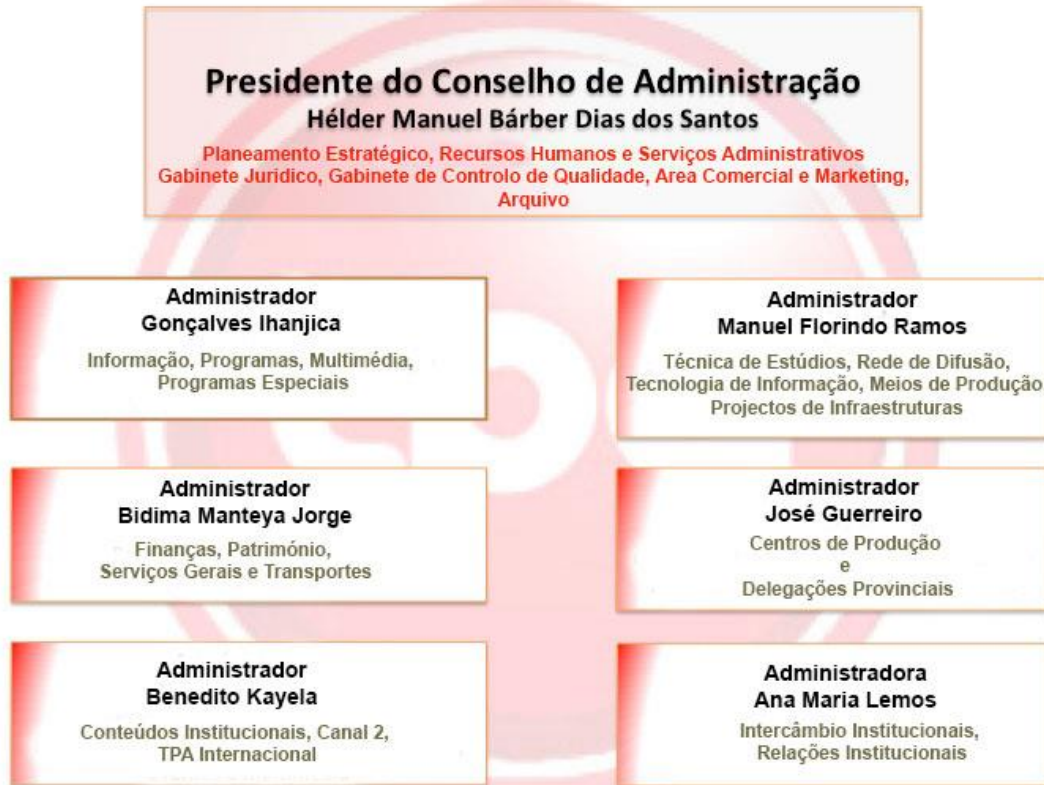 Presidente do Conselho de Administração
Hélder Manuel Bárber Dias dos Santos
Planeamento Estratégico, Recursos Humanos e Serviços Administrativos
Gabinete Jurídico, Gabinete de Controlo de Qualidade, Area Comercial e Marketing,
Arquivo
Administrador
Gonçalves Ihanjica
Informação, Programas, Multimédia,
Programas Especiais
Administrador
Manuel Florindo Ramos
Técnica de Estúdios, Rede de Difusão,
Tecnologia de Informação, Meios de Produção
Projectos de Infraestruturas
Administrador
Bidima Manteya Jorge
Finanças, Património,
Serviços Gerais e Transportes
Administrador
José Guerreiro
Centros de Produção
e
Delegações Provinciais
Administrador
Benedito Kayela
Conteúdos Institucionais, Canal 2,
TPA Internacional
Administradora
Ana Maria Lemos
Intercâmbio Institucionais,
Relações Institucionais